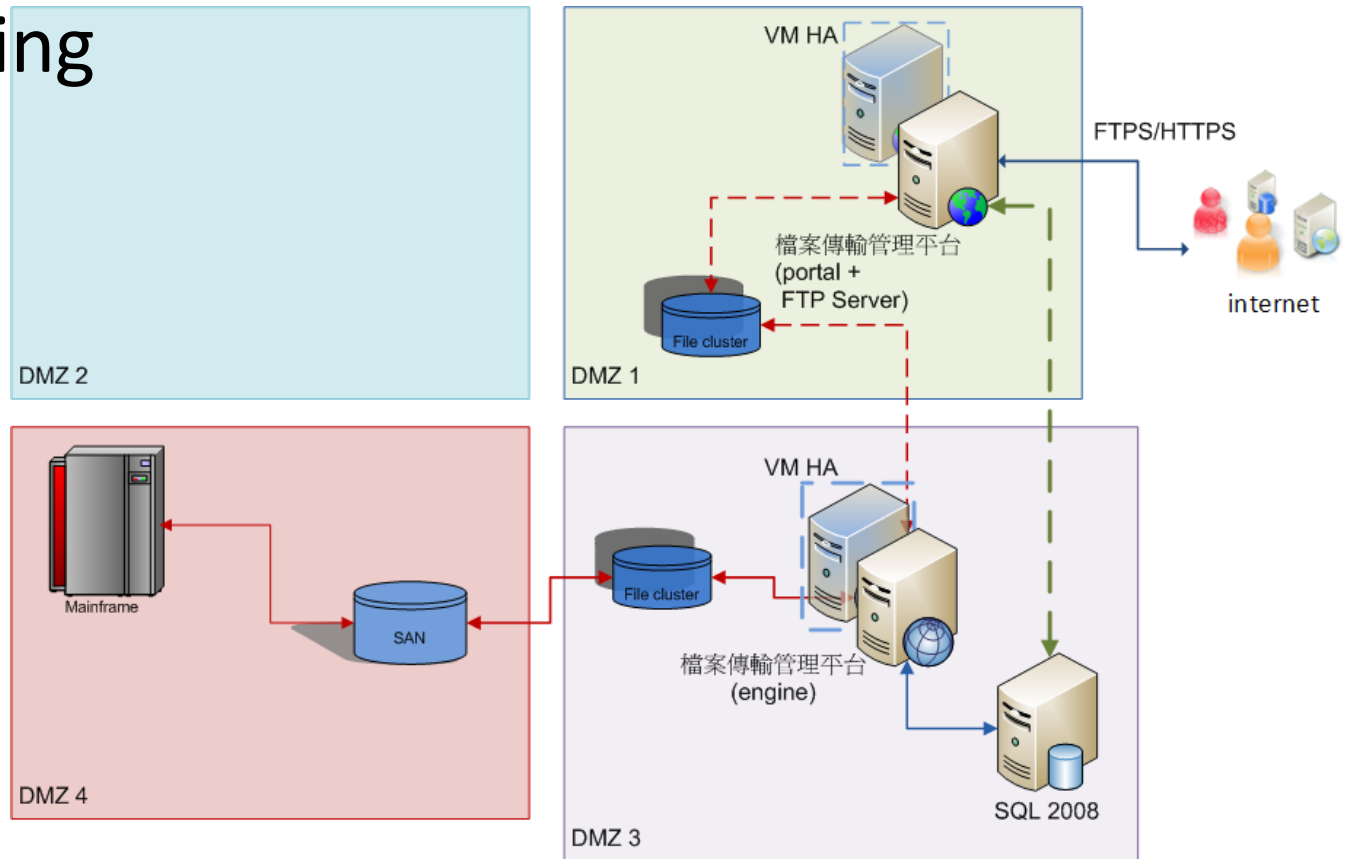 ing
VM HA
FTPS/HTTPS
檔案傳輸管理平台
(portal +
FTP Server)
internet
File cluster
DMZ 2
DMZ 1
VM HA
Mainframe
File cluster
SAN
檔案傳輸管理平台
(engine)
DMZ 4
SQL 2008
DMZ 3